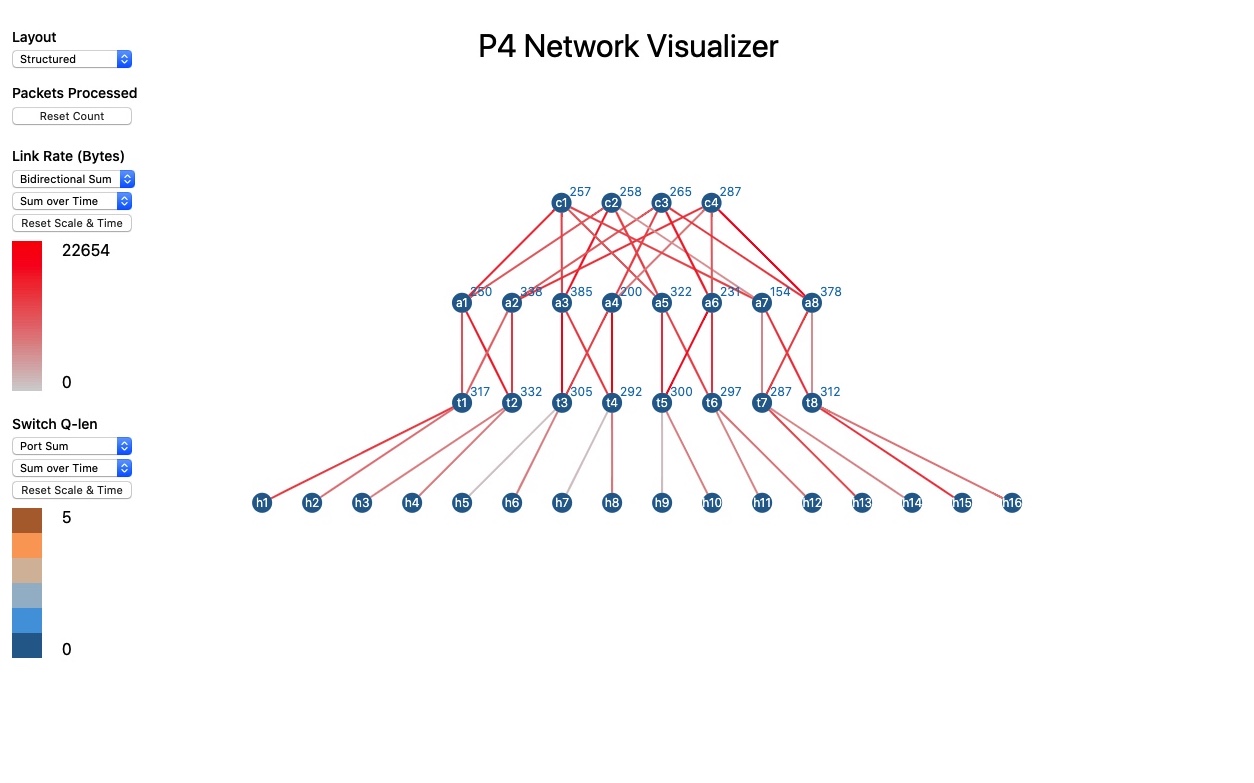 P4 Network Visualizer
Layout
Structured
Packets Processed
Reset Count
Link Rate (Bytes)
Bidirectional Sum
Sum over Time
Reset Scale & Time
22654
0
Switch Q-len
Port Sum
Sum over Time
Reset Scale & Time
5
0
257 258 265 287
c1 c2 c3 c4
385 200 322 231 154 378
a1 a2 a3 a4 a5 a6 a7 a8
317 332 305 292 300 297 287 312
t1 t2 t3 t4 t5 t6 t7 t8
h1 h2 h3 h4 h5 h6 h7 h8 h9 h10 h11 h12 h13 h14 h15 h16